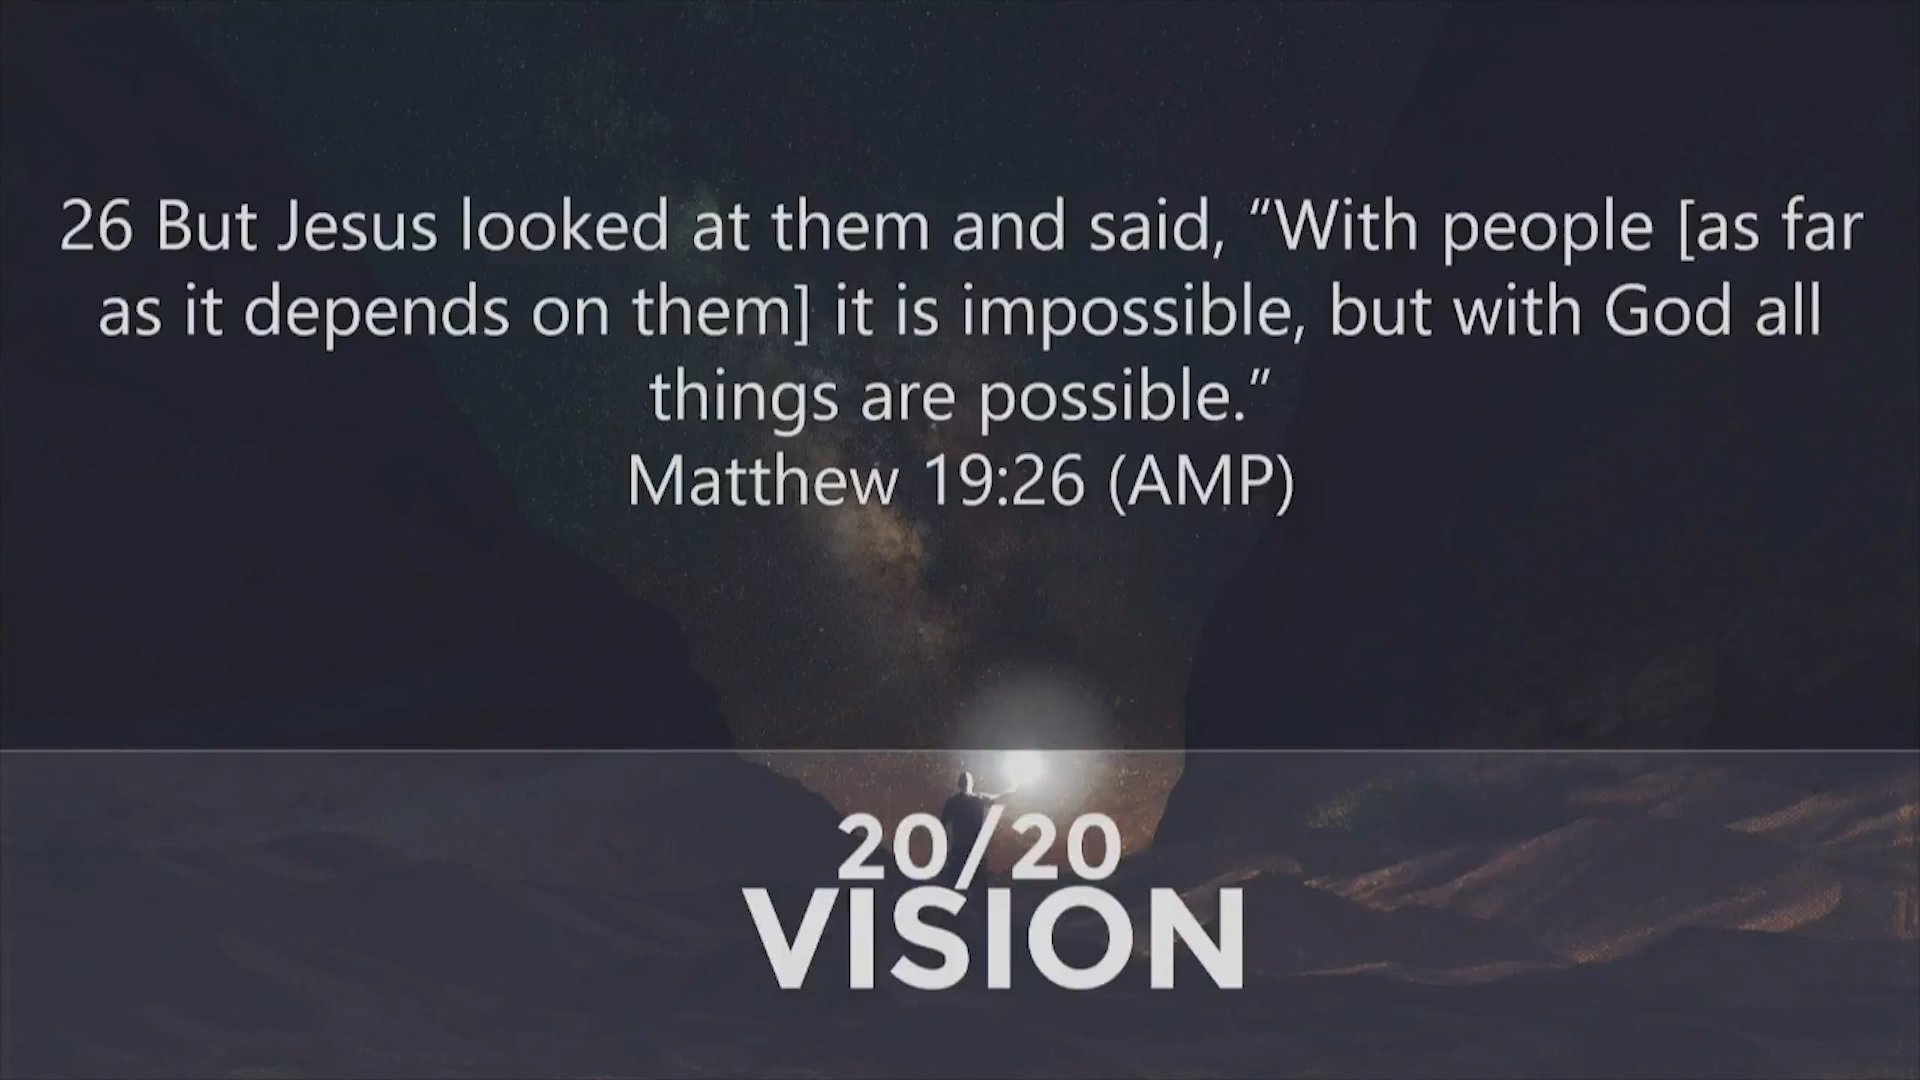 26 But Jesus looked at them and said, “With people [as far
as it depends on them] it is impossible, but with God all
things are possible.”
Matthew 19:26 (AMP)
20/20
VISION